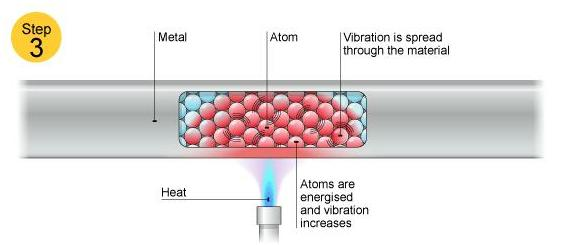 Step
3
Metal
Atom
Vibration is spread
through the material
Heat
Atoms are
energised
and vibration
increases